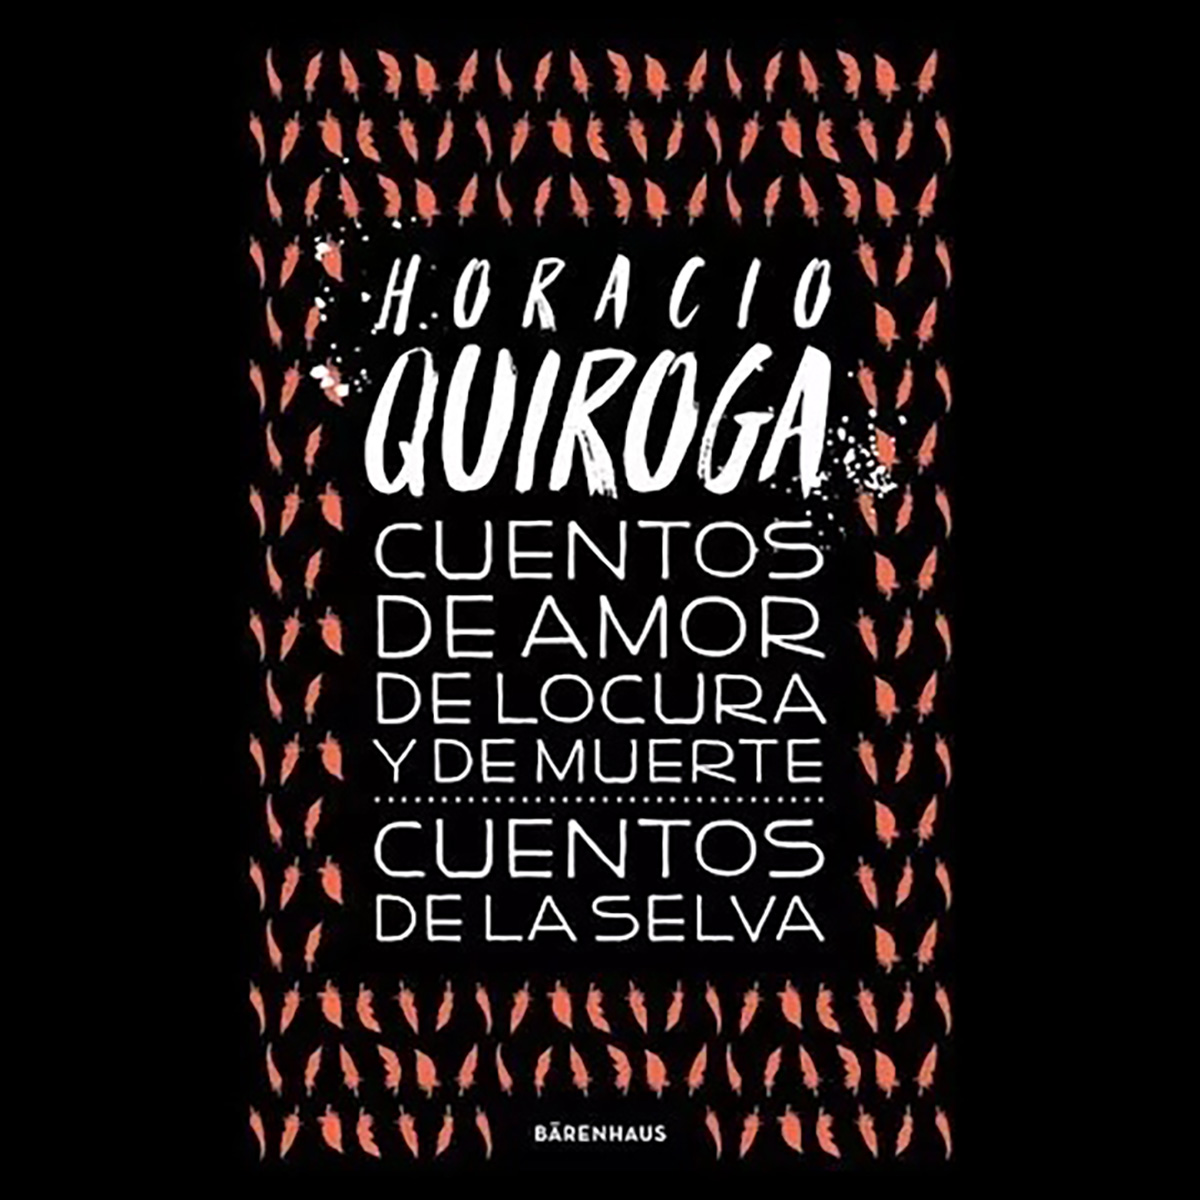 HORACIO
QUIROGA
CUENTOS
DE AMOR
DE LOCURA
Y DE MUERTE
CUENTOS
DE LA SELVA
BÄRENHAUS